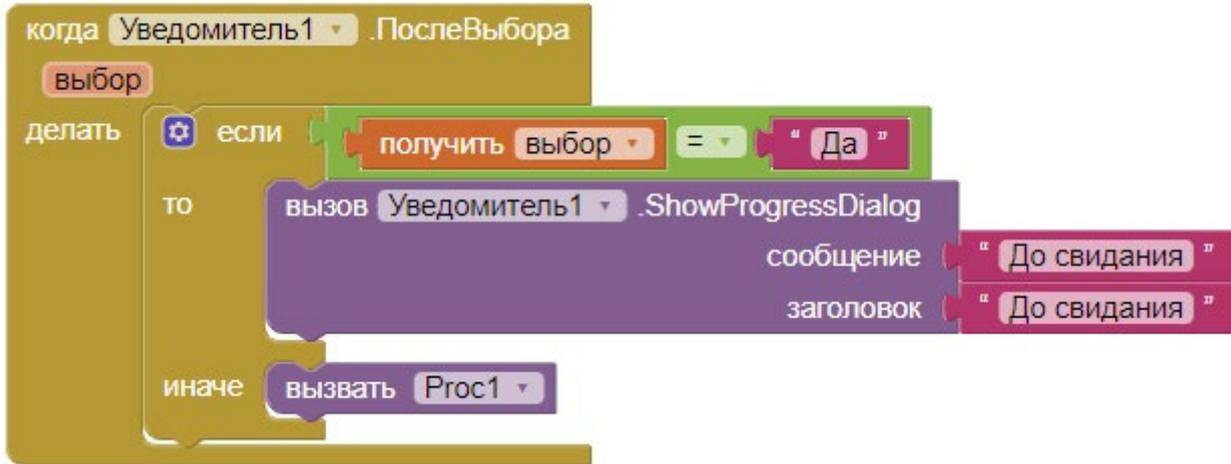 когда Уведомитель1 .ПослеВыбора
выбор
делать если получить выбор = “ Да ”
то вызов Уведомитель1 .ShowProgressDialog
сообщение “ До свидания ”
заголовок “ До свидания ”
иначе вызвать Proc1